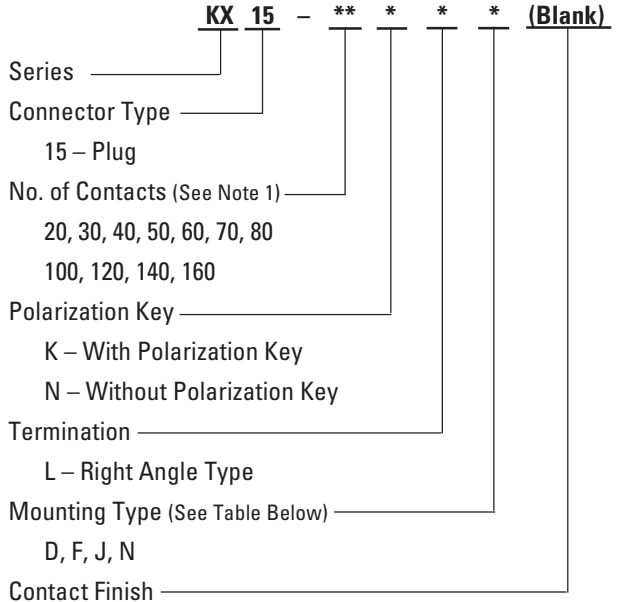 KX 15 – ** * * * (Blank)
Series
Connector Type
15 – Plug
No. of Contacts (See Note 1)
20, 30, 40, 50, 60, 70, 80
100, 120, 140, 160
Polarization Key
K – With Polarization Key
N – Without Polarization Key
Termination
L – Right Angle Type
Mounting Type (See Table Below)
D, F, J, N
Contact Finish